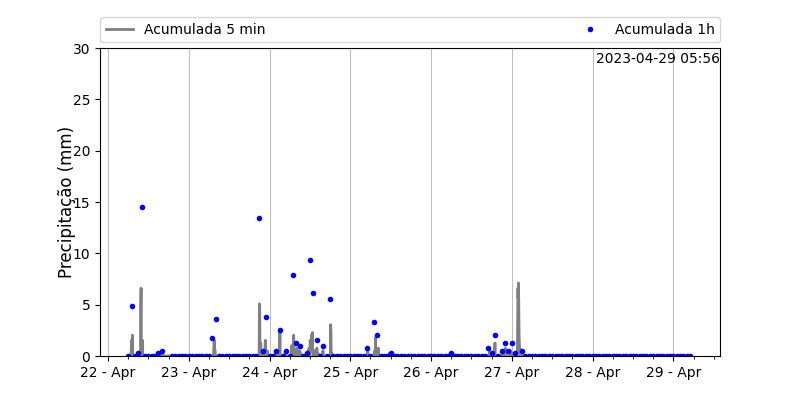 Acumulada 5 min
Acumulada 1h
2023-04-29 05:56
Precipitação (mm)
30
25
20
15
10
5
0
22 - Apr 23 - Apr 24 - Apr 25 - Apr 26 - Apr 27 - Apr 28 - Apr 29 - Apr